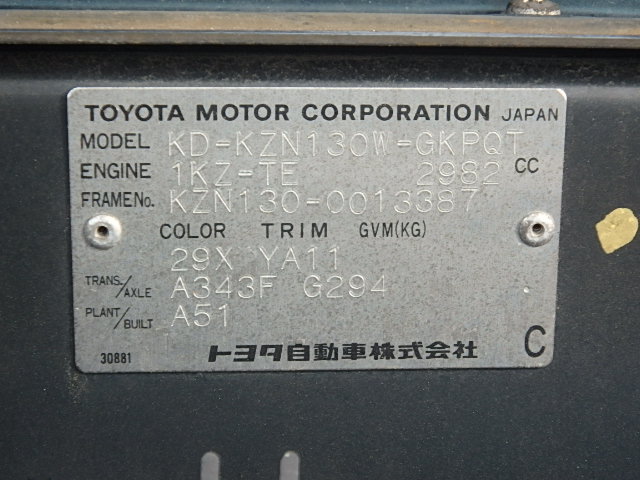 TOYOTA MOTOR CORPORATION JAPAN
MODEL KD-KZN130W-GKPQT
ENGINE 1KZ-TE 2982 CC
FRAME No. KZN130-0013387
COLOR TRIM GVM(KG)
29X YA11
TRANS./AXLE A343F G294
PLANT/BUILT A51
30881 トヨタ自動車株式会社 C